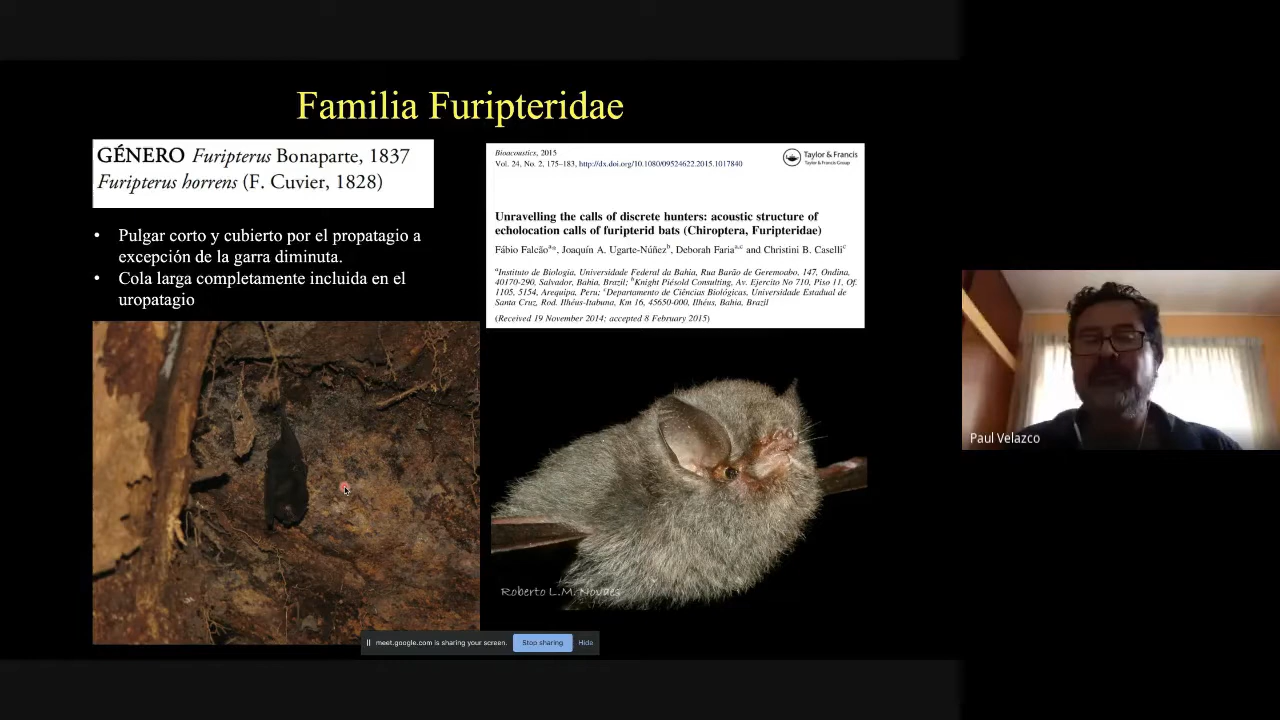 Familia Furipteridae
GÉNERO Furipterus Bonaparte, 1837
Furipterus horrens (F. Cuvier, 1828)
• Pulgar corto y cubierto por el propatagio a
excepción de la garra diminuta.
• Cola larga completamente incluida en el
uropatagio
Bioacoustics, 2015
Vol. 24, No. 2, 175–183, http://dx.doi.org/10.1080/09524622.2015.1017840
Taylor & Francis
Taylor & Francis Group
Unravelling the calls of discrete hunters: acoustic structure of
echolocation calls of furipterid bats (Chiroptera, Furipteridae)
Fábio Falcão^a*, Joaquín A. Ugarte-Núñez^b, Deborah Faria^a,c and Christini B. Caselli^c
^aInstituto de Biologia, Universidade Federal da Bahia, Rua Barão de Geremoabo, 147, Ondina,
40170-290, Salvador, Bahia, Brazil; ^bKnight Piésold Consulting, Av. Ejercito No 710, Piso 11, Of.
1105, 5154, Arequipa, Peru; ^cDepartamento de Ciências Biológicas, Universidade Estadual de
Santa Cruz, Rod. Ilhéus-Itabuna, Km 16, 45650-000, Ilhéus, Bahia, Brazil
(Received 19 November 2014; accepted 8 February 2015)
Roberto L.M. Novaes
Paul Velazco
meet.google.com is sharing your screen.
Stop sharing
Hide